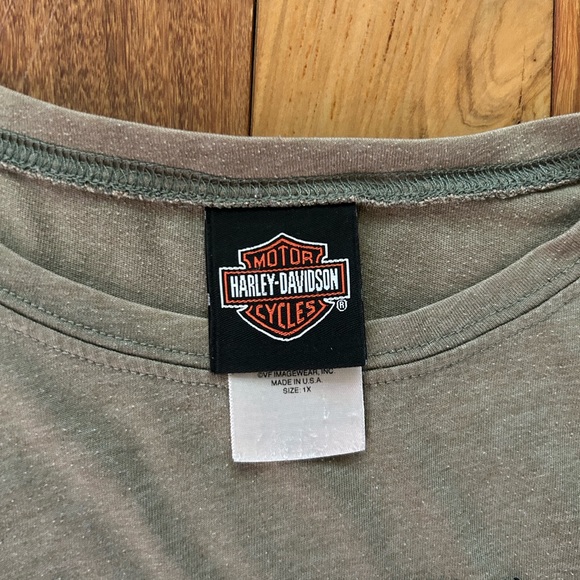 MOTOR
HARLEY-DAVIDSON
CYCLES
®
©VF IMAGEWEAR, INC
MADE IN U.S.A.
SIZE: 1X